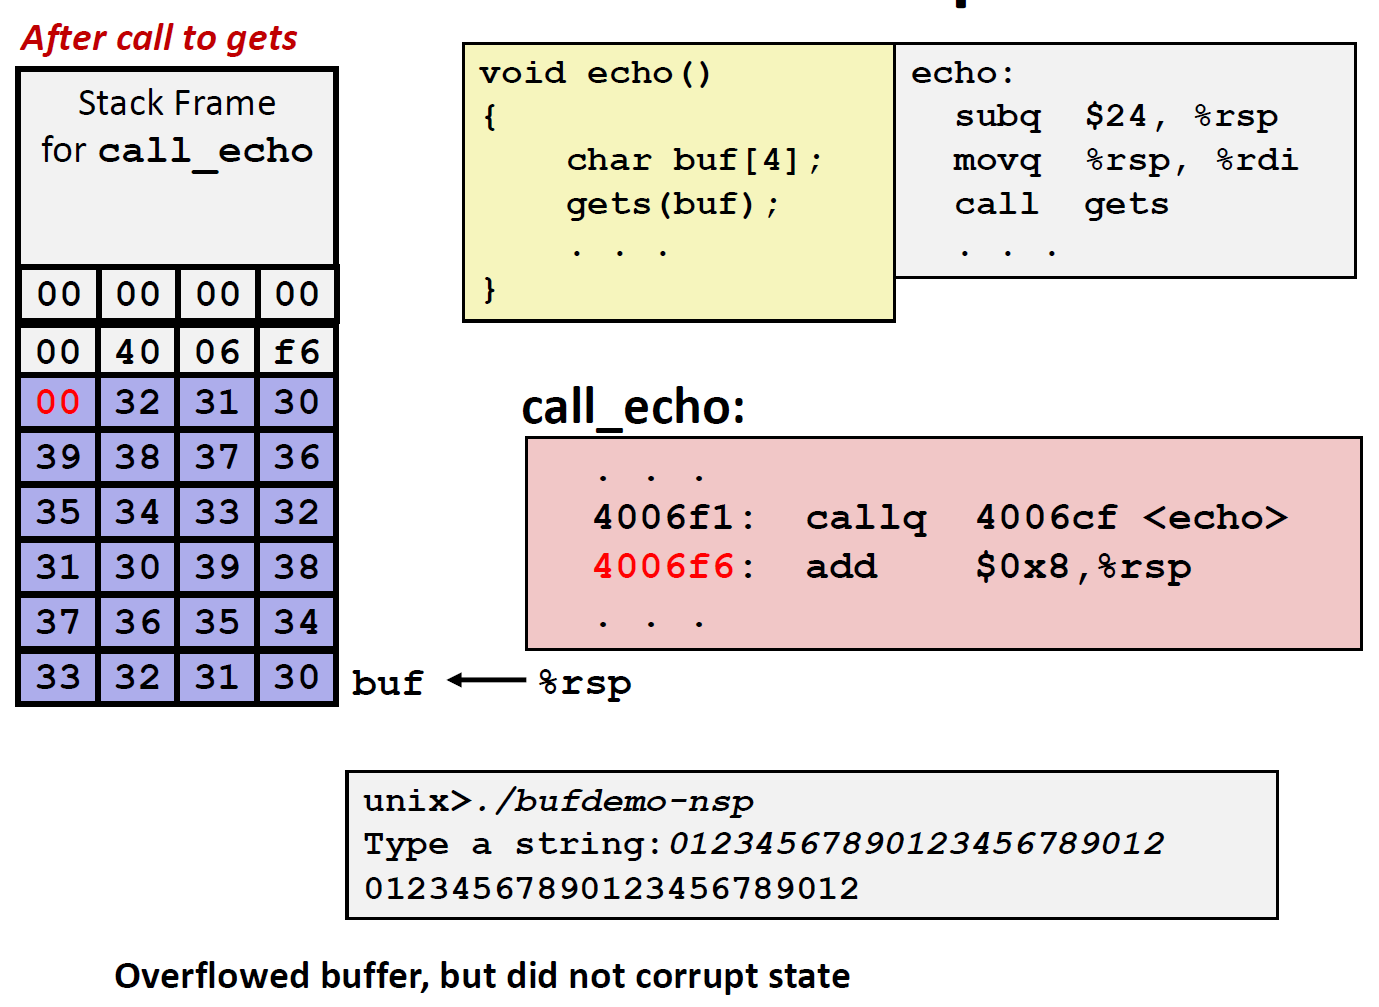 After call to gets
Stack Frame
for call_echo
00 00 00 00
00 40 06 f6
00 32 31 30
39 38 37 36
35 34 33 32
31 30 39 38
37 36 35 34
33 32 31 30
buf
%rsp
void echo()
{
char buf[4];
gets(buf);
. . .
}
echo:
subq $24, %rsp
movq %rsp, %rdi
call gets
. . .
call_echo:
. . .
4006f1: callq 4006cf <echo>
4006f6: add $0x8,%rsp
. . .
unix>./bufdemo-nsp
Type a string:01234567890123456789012
01234567890123456789012
Overflowed buffer, but did not corrupt state